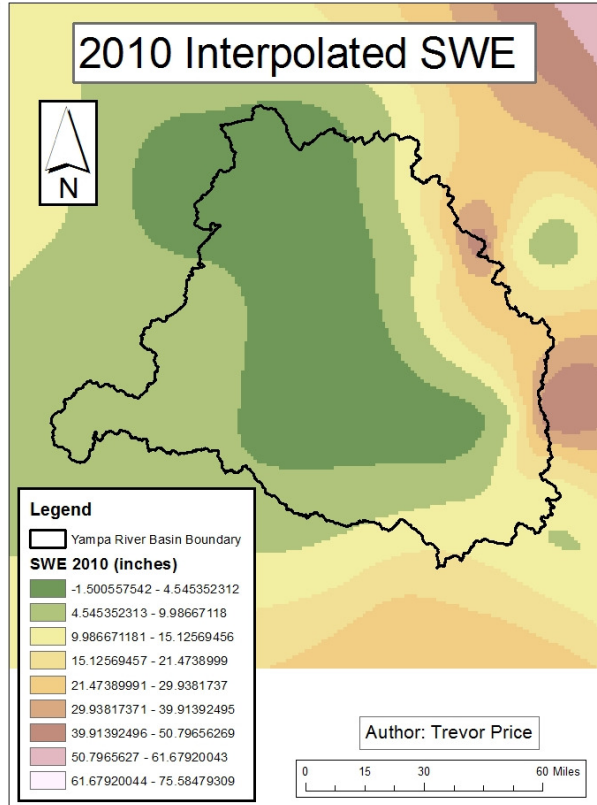 2010 Interpolated SWE
N
Legend
Yampa River Basin Boundary
SWE 2010 (inches)
-1.500557542 - 4.545352312
4.545352313 - 9.98667118
9.986671181 - 15.12569456
15.12569457 - 21.4738999
21.47389991 - 29.9381737
29.93817371 - 39.91392495
39.91392496 - 50.79656269
50.7965627 - 61.67920043
61.67920044 - 75.58479309
Author: Trevor Price
0 15 30 60 Miles